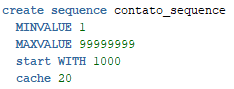 create sequence contato_sequence
MINVALUE 1
MAXVALUE 99999999
start WITH 1000
cache 20